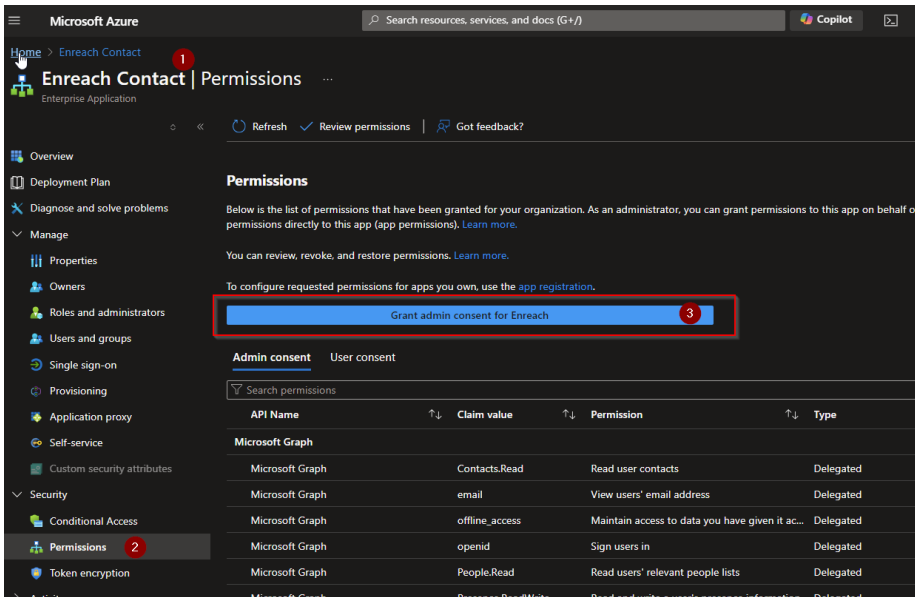 Microsoft Azure
Search resources, services, and docs (G+/)
Copilot
Home > Enreach Contact
1
Enreach Contact | Permissions ...
Enterprise Application
Refresh
Review permissions
Got feedback?
Overview
Deployment Plan
Diagnose and solve problems
Manage
Properties
Owners
Roles and administrators
Users and groups
Single sign-on
Provisioning
Application proxy
Self-service
Custom security attributes
Security
Conditional Access
Permissions 2
Token encryption
Permissions
Below is the list of permissions that have been granted for your organization. As an administrator, you can grant permissions to this app on behalf o
permissions directly to this app (app permissions). Learn more.
You can review, revoke, and restore permissions. Learn more.
To configure requested permissions for apps you own, use the app registration.
Grant admin consent for Enreach 3
Admin consent User consent
Search permissions
API Name Claim value Permission Type
Microsoft Graph
Microsoft Graph Contacts.Read Read user contacts Delegated
Microsoft Graph email View users' email address Delegated
Microsoft Graph offline_access Maintain access to data you have given it ac... Delegated
Microsoft Graph openid Sign users in Delegated
Microsoft Graph People.Read Read users' relevant people lists Delegated